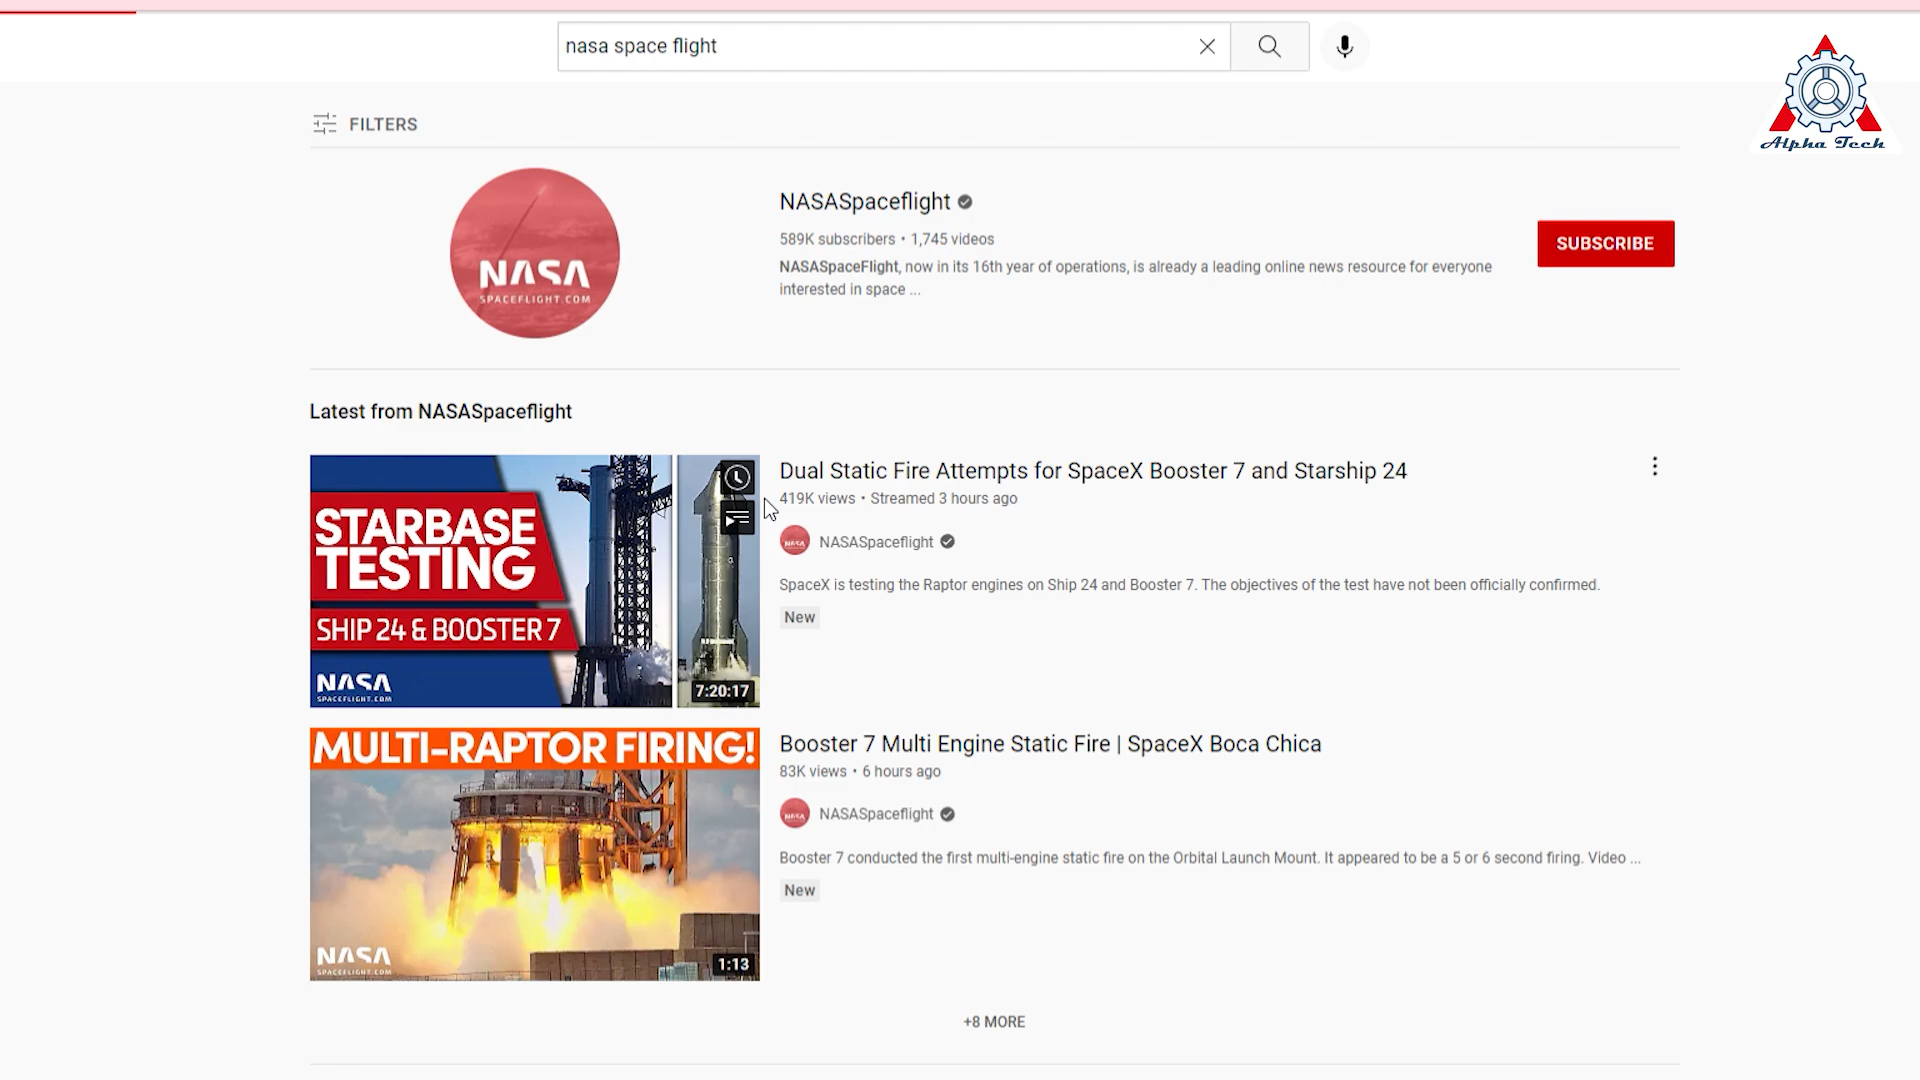 nasa space flight
Alpha Tech
FILTERS
NASA
SPACEFLIGHT.COM
NASASpaceflight
589K subscribers • 1,745 videos
NASASpaceFlight, now in its 16th year of operations, is already a leading online news resource for everyone
interested in space ...
SUBSCRIBE
Latest from NASASpaceflight
STARBASE
TESTING
SHIP 24 & BOOSTER 7
NASA
SPACEFLIGHT.COM
7:20:17
Dual Static Fire Attempts for SpaceX Booster 7 and Starship 24
419K views • Streamed 3 hours ago
NASA
NASASpaceflight
SpaceX is testing the Raptor engines on Ship 24 and Booster 7. The objectives of the test have not been officially confirmed.
New
MULTI-RAPTOR FIRING!
NASA
SPACEFLIGHT.COM
1:13
Booster 7 Multi Engine Static Fire | SpaceX Boca Chica
83K views • 6 hours ago
NASA
NASASpaceflight
Booster 7 conducted the first multi-engine static fire on the Orbital Launch Mount. It appeared to be a 5 or 6 second firing. Video ...
New
+8 MORE